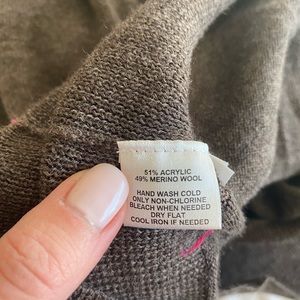 51% ACRYLIC
49% MERINO WOOL
HAND WASH COLD
ONLY NON-CHLORINE
BLEACH WHEN NEEDED
DRY FLAT
COOL IRON IF NEEDED